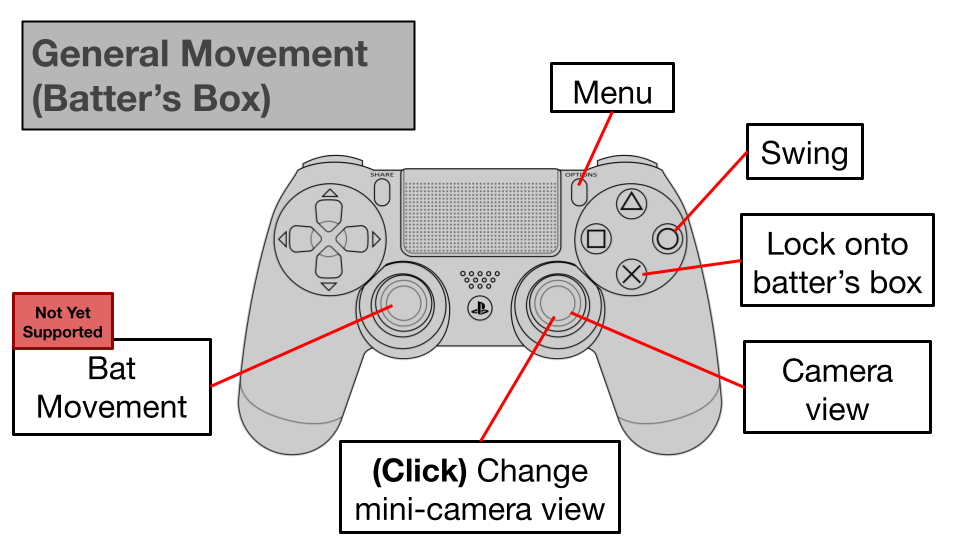 General Movement
(Batter's Box)
Menu
Swing
SHARE
OPTIONS
Lock onto
batter's box
Not Yet
Supported
Bat
Movement
Camera
view
(Click) Change
mini-camera view